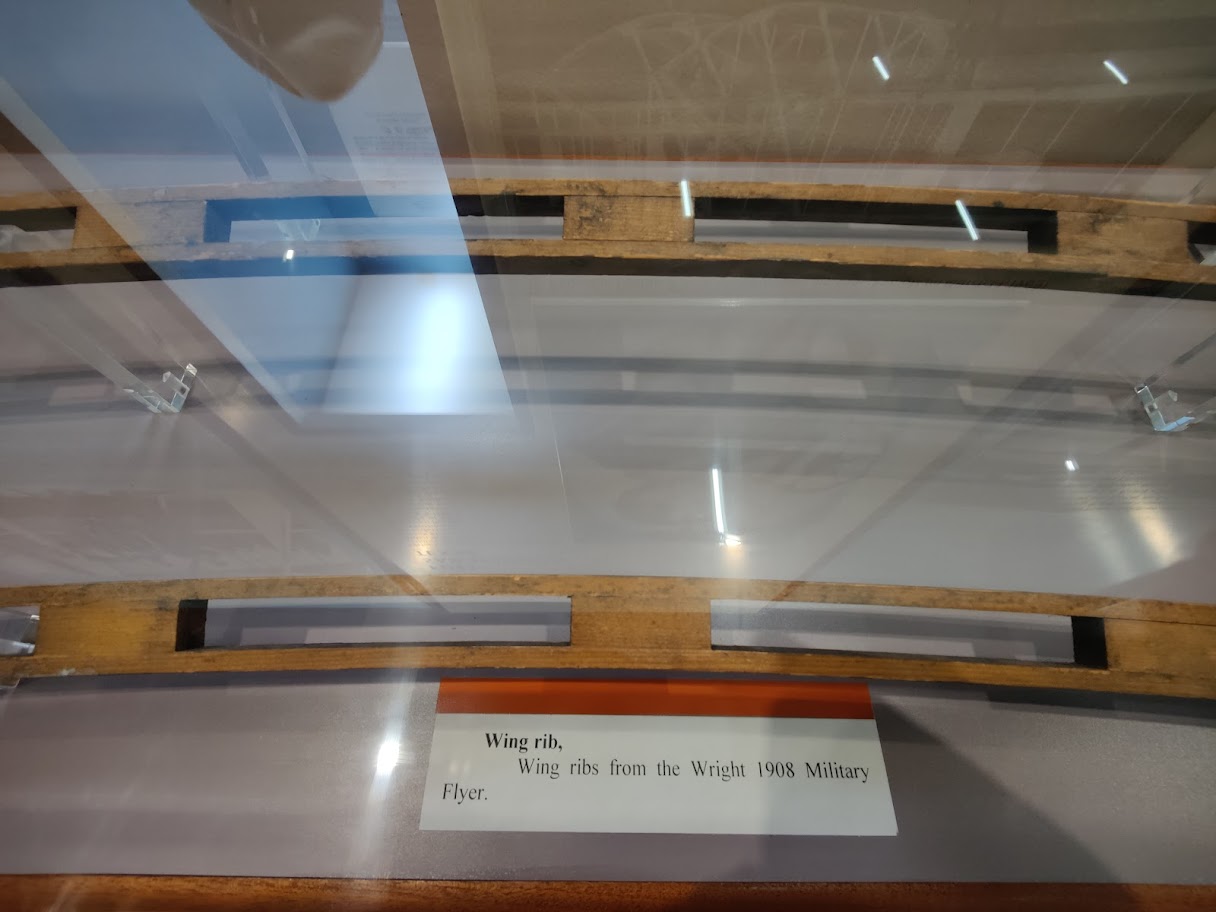 Wing rib,
Wing ribs from the Wright 1908 Military
Flyer.